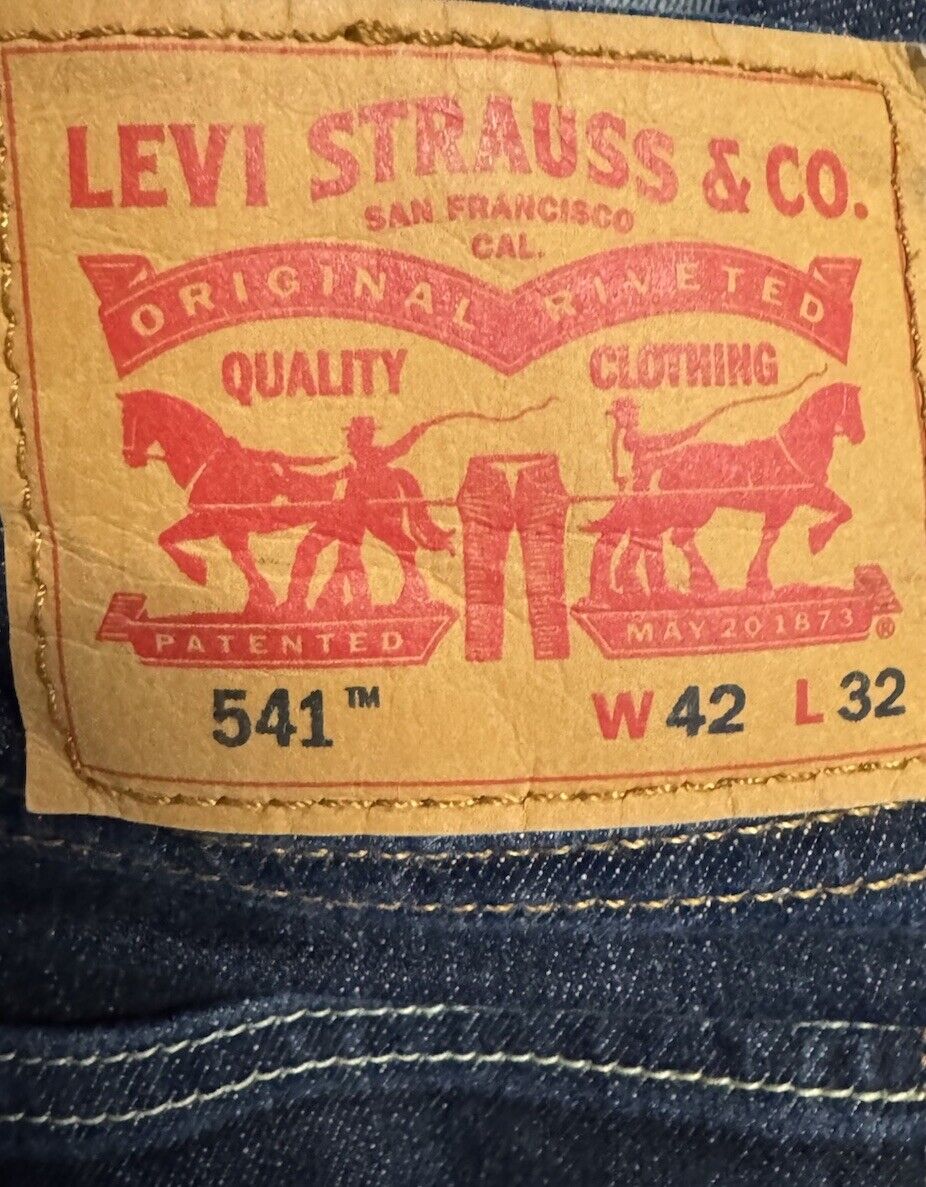 LEVI STRAUSS & CO.
SAN FRANCISCO
CAL.
ORIGINAL RIVETED
QUALITY CLOTHING
PATENTED MAY 20 1873 ®
541™ W 42 L 32